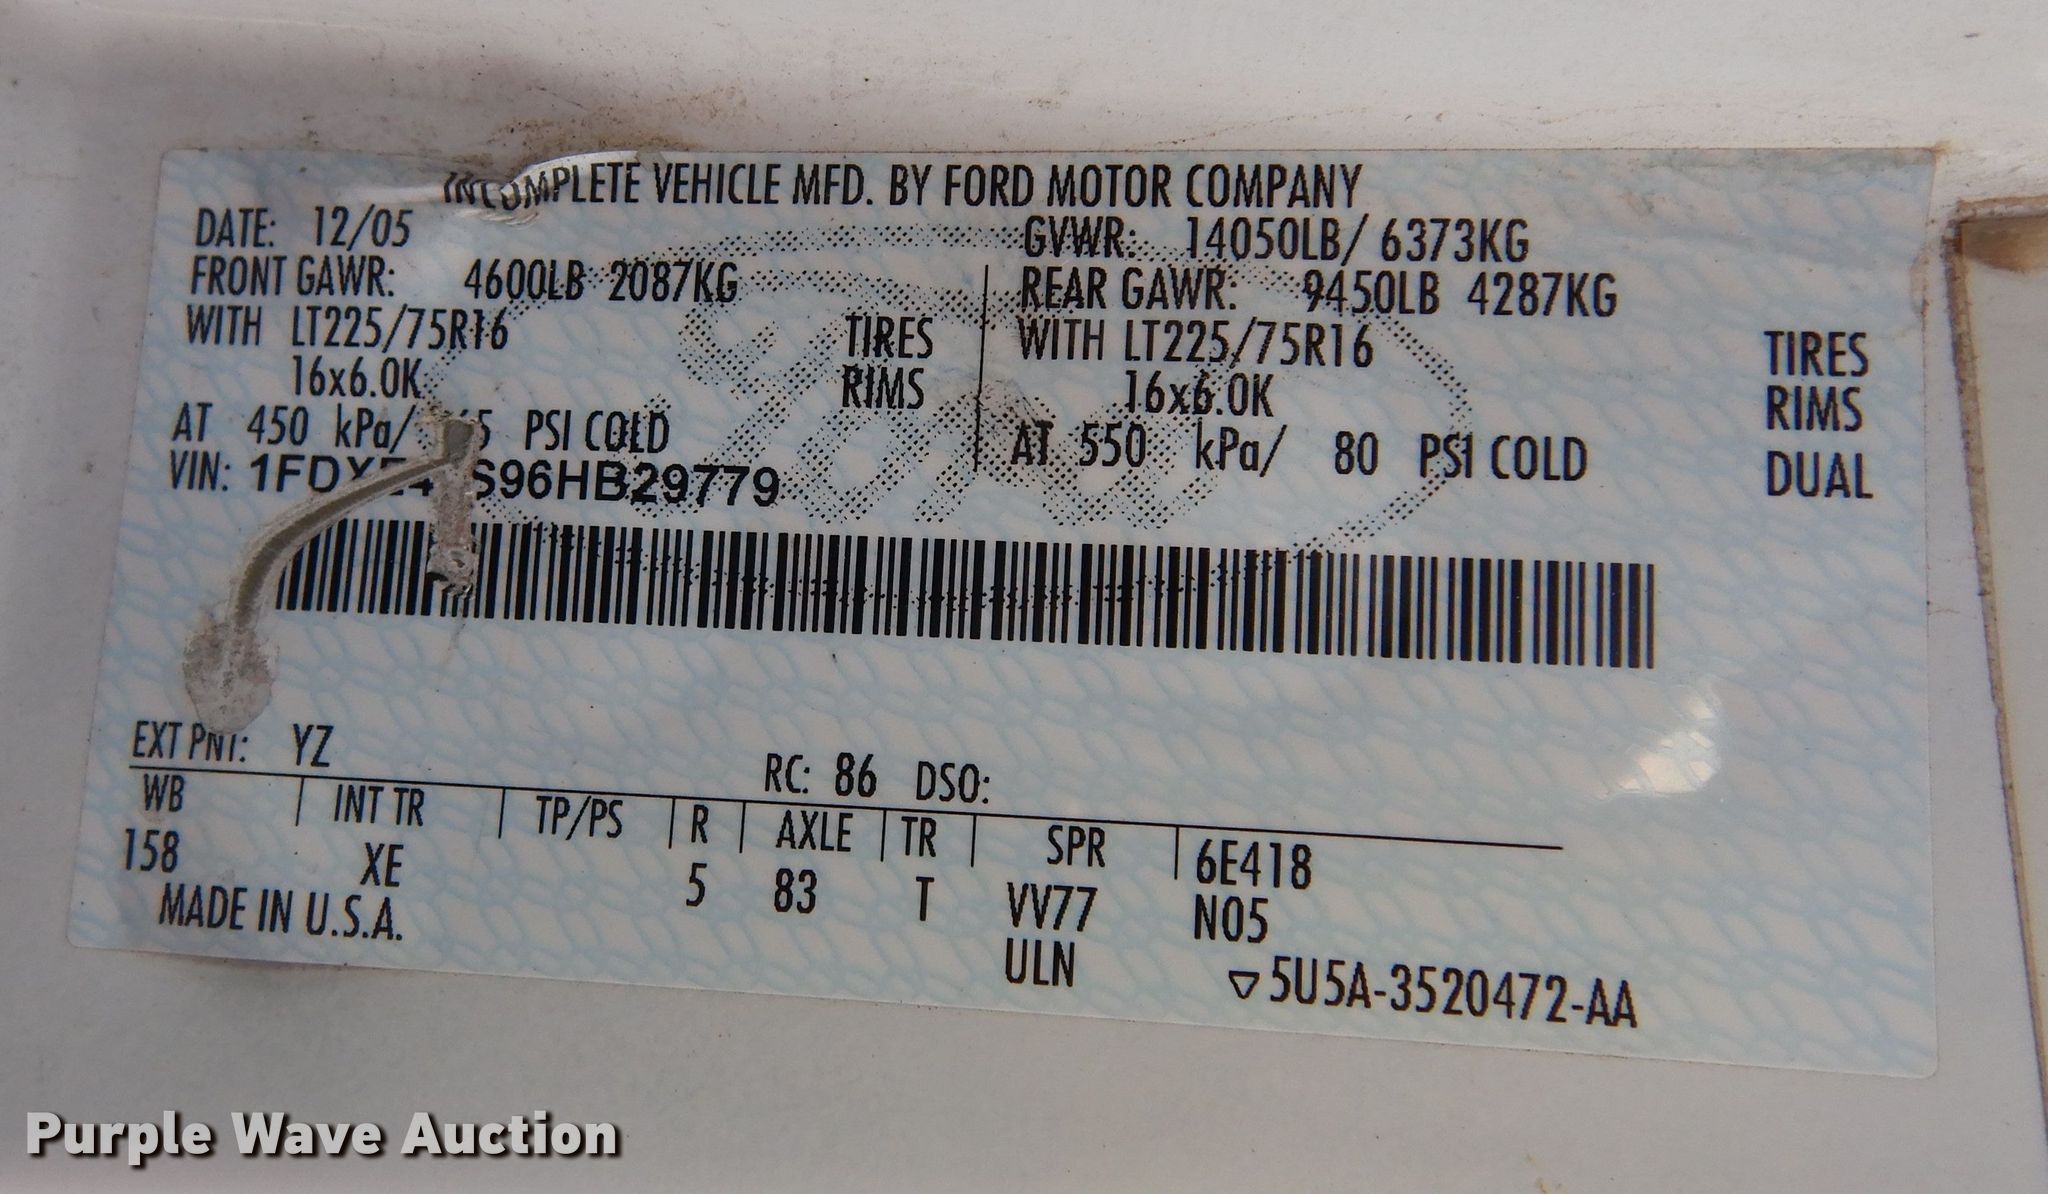 INCOMPLETE VEHICLE MFD. BY FORD MOTOR COMPANY
DATE: 12/05 GVWR: 14050LB/ 6373KG
FRONT GAWR: 4600LB 2087KG REAR GAWR: 9450LB 4287KG
WITH LT225/75R16 TIRES WITH LT225/75R16 TIRES
16x6.0K RIMS 16x6.0K RIMS
AT 450 kPa/ PSI COLD AT 550 kPa/ 80 PSI COLD DUAL
VIN:
EXT PNT: YZ RC: 86 DSO:
WB INT TR TP/PS R AXLE TR SPR 6E418
158 XE 5 83 T VV77 N05
MADE IN U.S.A. ULN ▽5U5A-3520472-AA
Purple Wave Auction